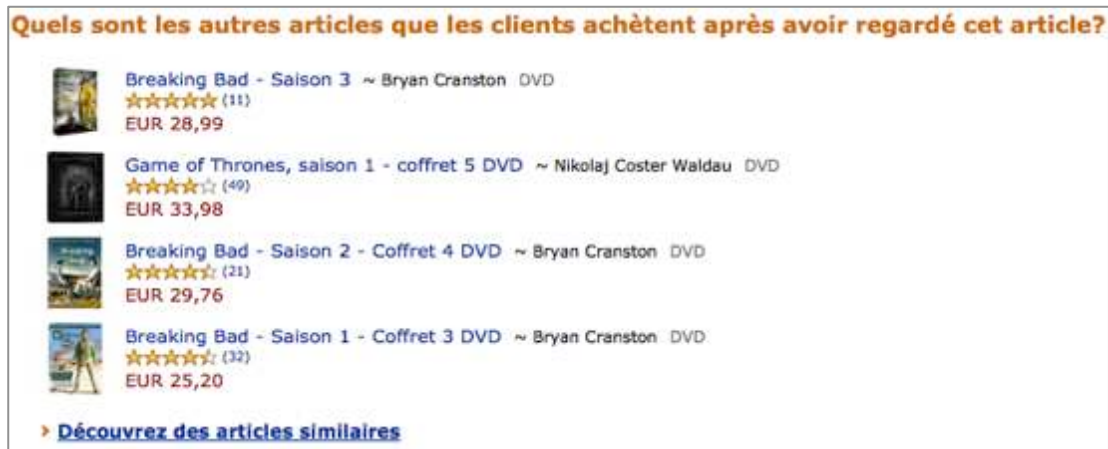 Quels sont les autres articles que les clients achètent après avoir regardé cet article?
Breaking Bad - Saison 3 ~ Bryan Cranston DVD
(11)
EUR 28,99
Game of Thrones, saison 1 - coffret 5 DVD ~ Nikolaj Coster Waldau DVD
(49)
EUR 33,98
Breaking Bad - Saison 2 - Coffret 4 DVD ~ Bryan Cranston DVD
(21)
EUR 29,76
Breaking Bad - Saison 1 - Coffret 3 DVD ~ Bryan Cranston DVD
(32)
EUR 25,20
› Découvrez des articles similaires